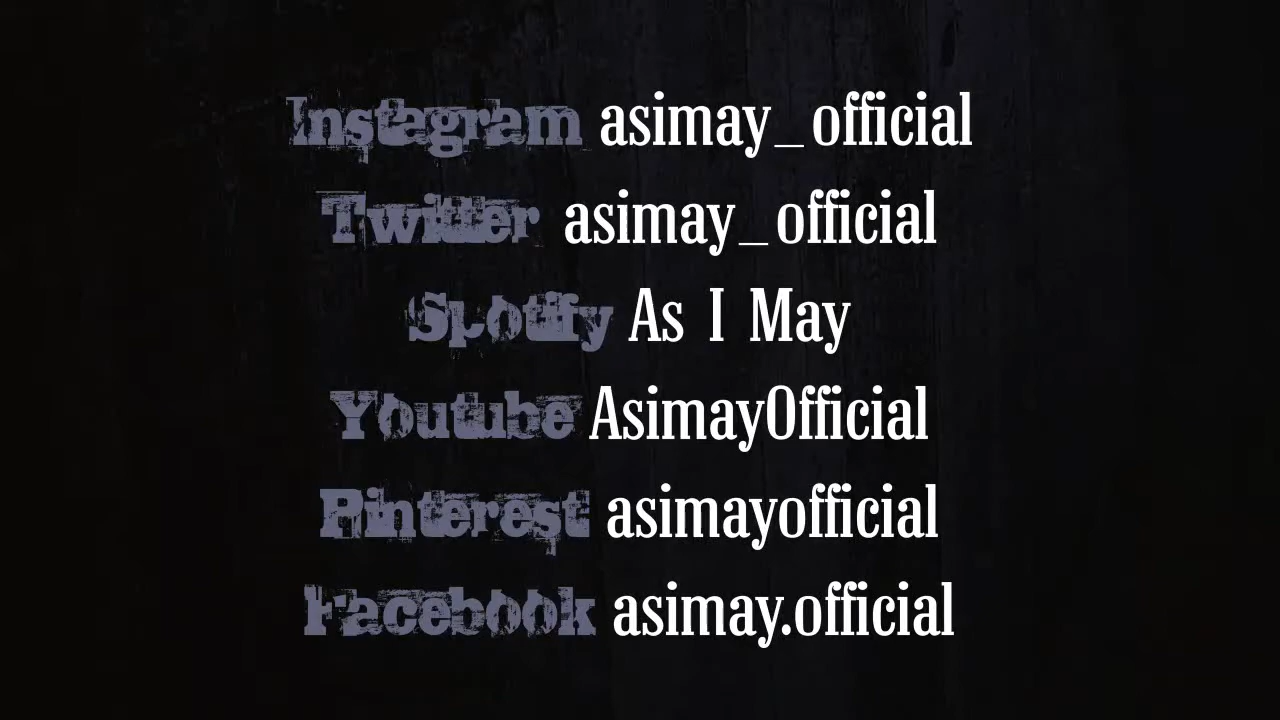 Instagram asimay_official
Twitter asimay_official
Spotify As I May
Youtube AsimayOfficial
Pinterest asimayofficial
Facebook asimay.official